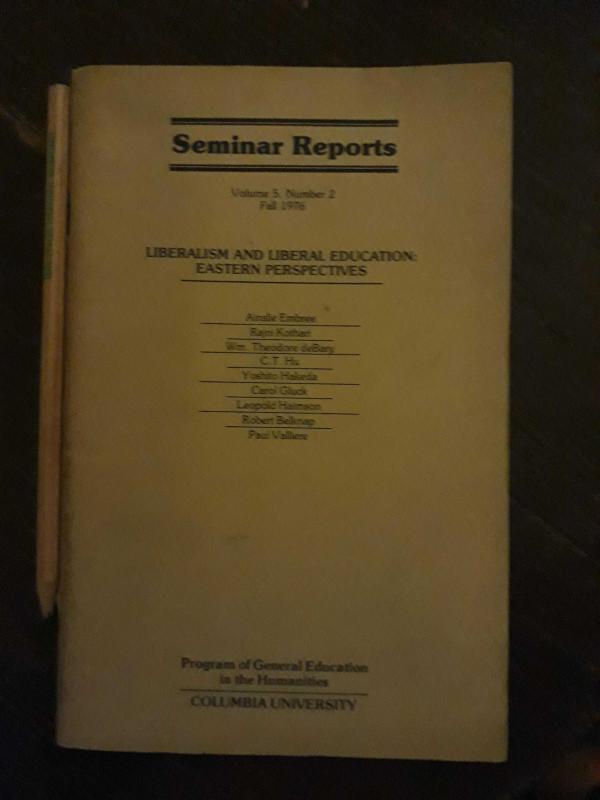 Seminar Reports
Volume 5, Number 2
Fall 1976
LIBERALISM AND LIBERAL EDUCATION:
EASTERN PERSPECTIVES
Ainslie Embree
Rajni Kothari
Wm. Theodore deBary
C.T. Hu
Yoshito Hakeda
Carol Gluck
Leopold Haimson
Robert Belknap
Paul Valliere
Program of General Education
in the Humanities
COLUMBIA UNIVERSITY